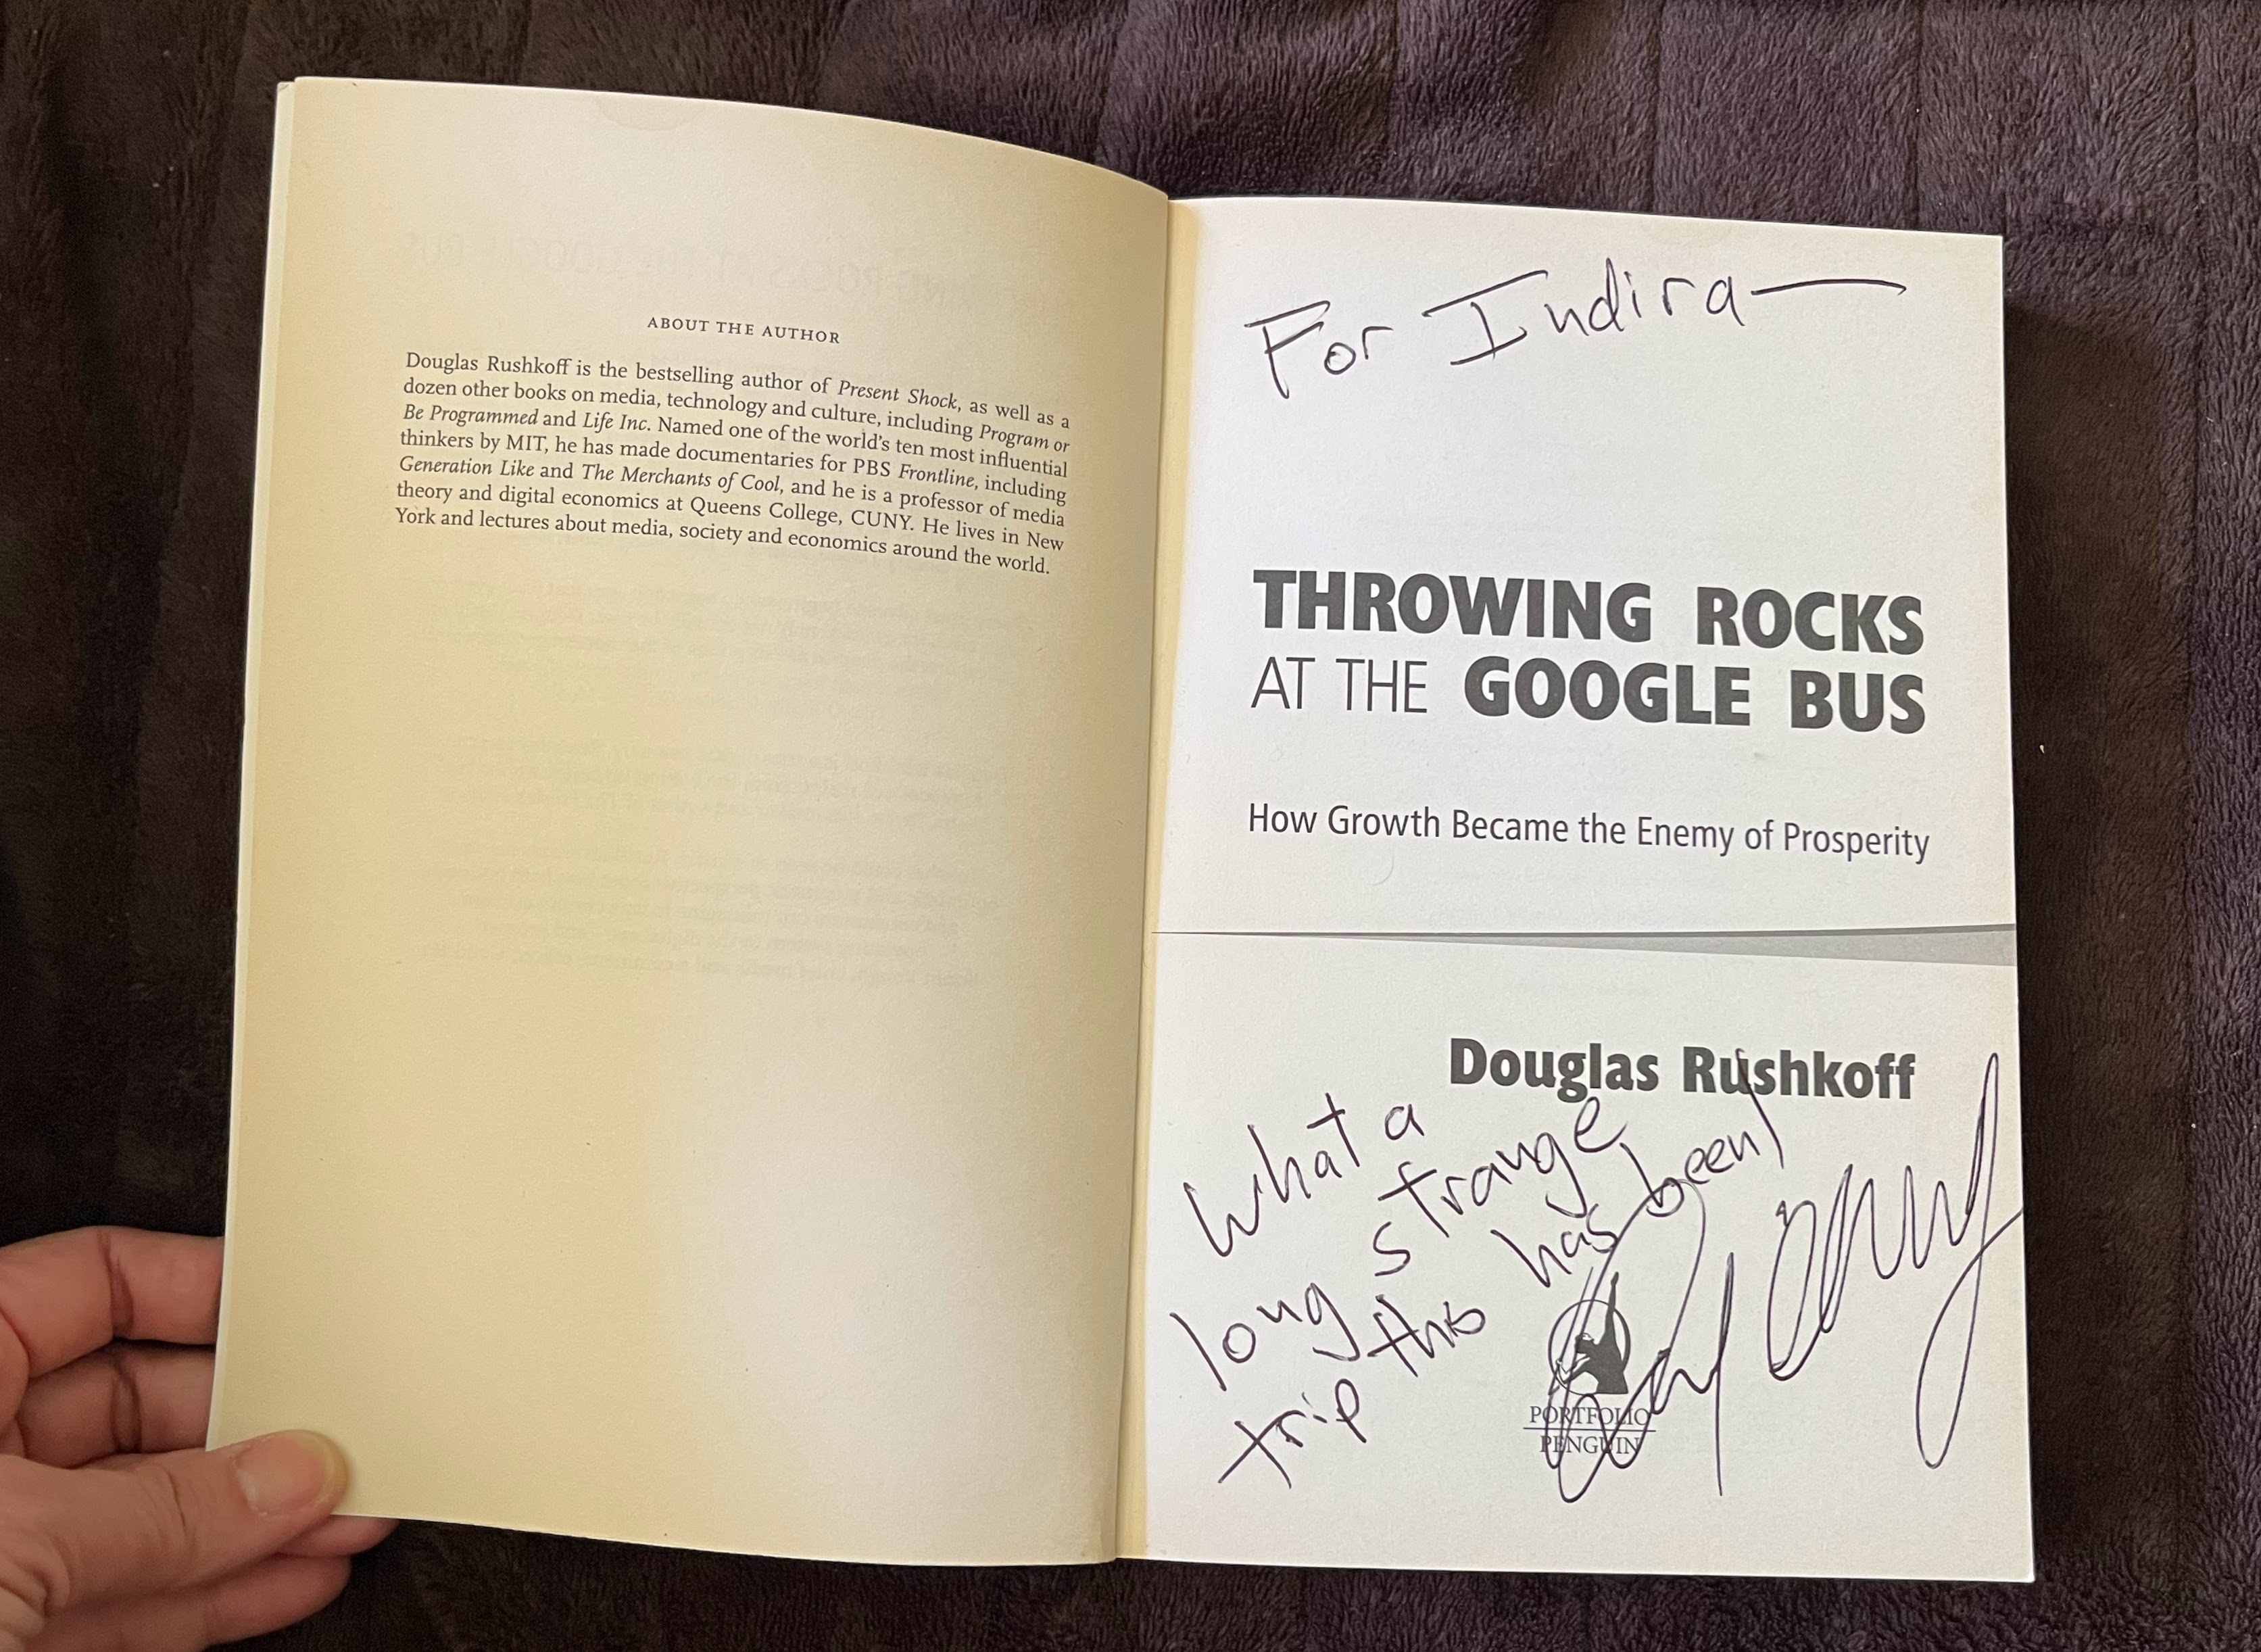 ABOUT THE AUTHOR
Douglas Rushkoff is the bestselling author of Present Shock, as well as a
dozen other books on media, technology and culture, including Program or
Be Programmed and Life Inc. Named one of the world's ten most influential
thinkers by MIT, he has made documentaries for PBS Frontline, including
Generation Like and The Merchants of Cool, and he is a professor of media
theory and digital economics at Queens College, CUNY. He lives in New
York and lectures about media, society and economics around the world.
For Indira—
THROWING ROCKS
AT THE GOOGLE BUS
How Growth Became the Enemy of Prosperity
Douglas Rushkoff
What a
long strange
trip this has been!
PORTFOLIO
PENGUIN